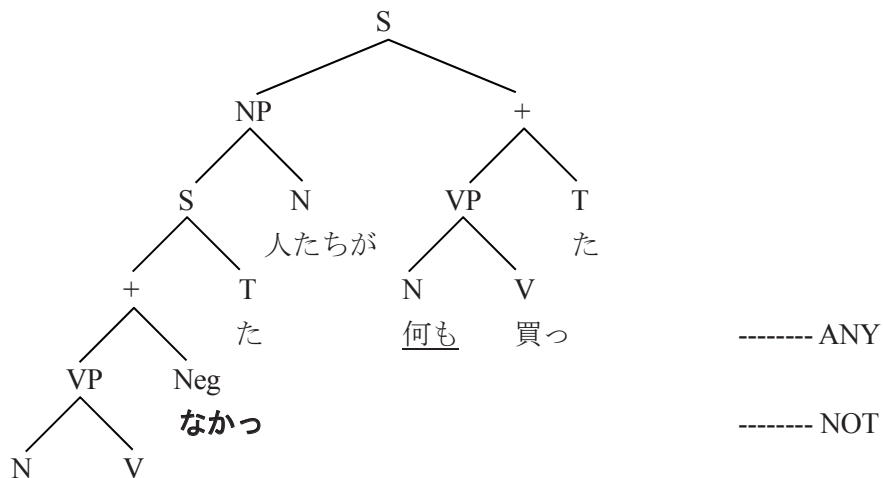 S
NP +
S N VP T
人たちが た
+ T N V
た 何も 買っ -------- ANY
VP Neg
なかっ -------- NOT
N V